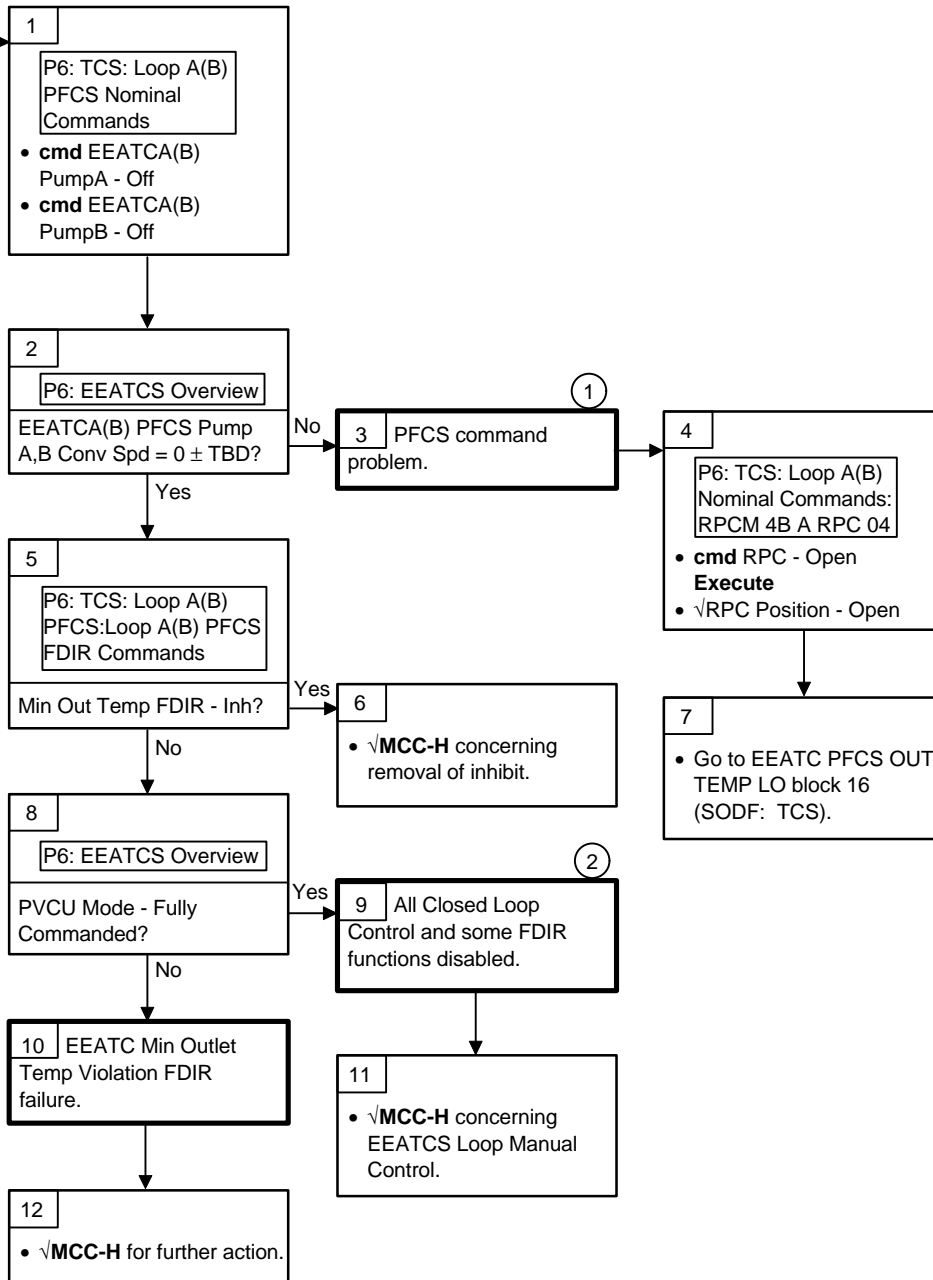 1
P6: TCS: Loop A(B)
PFCS Nominal
Commands
• cmd EEATCA(B)
PumpA - Off
• cmd EEATCA(B)
PumpB - Off
2
P6: EEATCS Overview
EEATCA(B) PFCS Pump
A,B Conv Spd = 0 ± TBD?
No
Yes
1
3 PFCS command
problem.
4
P6: TCS: Loop A(B)
Nominal Commands:
RPCM 4B A RPC 04
• cmd RPC - Open
Execute
• √RPC Position - Open
5
P6: TCS: Loop A(B)
PFCS:Loop A(B) PFCS
FDIR Commands
Min Out Temp FDIR - Inh?
Yes
No
6
• √MCC-H concerning
removal of inhibit.
7
• Go to EEATC PFCS OUT
TEMP LO block 16
(SODF: TCS).
8
P6: EEATCS Overview
PVCU Mode - Fully
Commanded?
Yes
No
2
9 All Closed Loop
Control and some FDIR
functions disabled.
10 EEATC Min Outlet
Temp Violation FDIR
failure.
11
• √MCC-H concerning
EEATCS Loop Manual
Control.
12
• √MCC-H for further action.